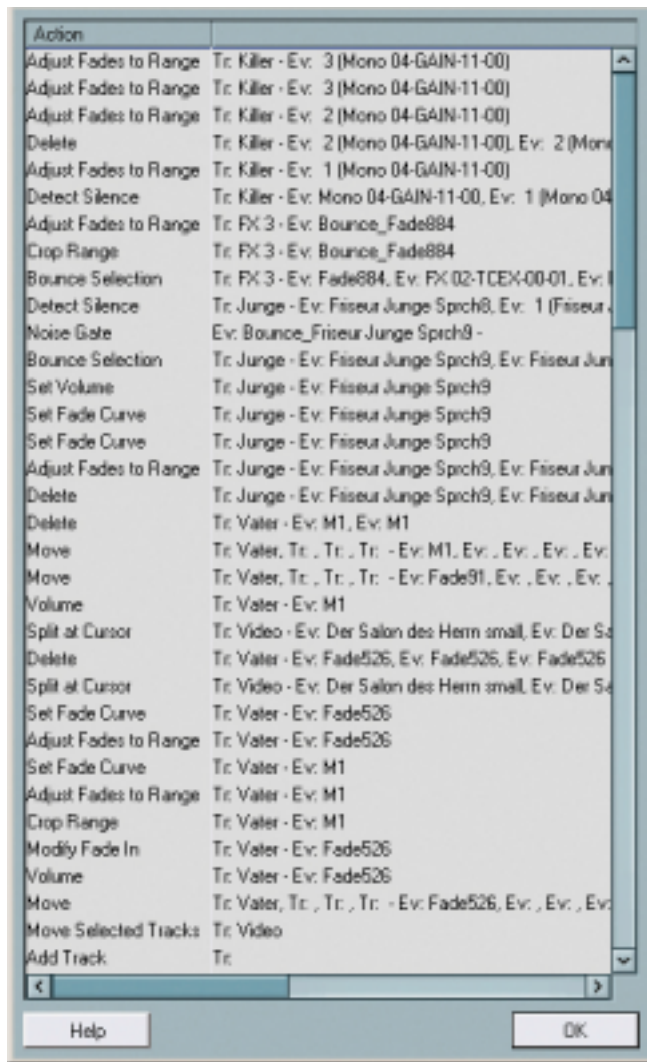 Action
Adjust Fades to Range Tr: Killer - Ev: 3 (Mono 04-GAIN-11-00)
Adjust Fades to Range Tr: Killer - Ev: 3 (Mono 04-GAIN-11-00)
Adjust Fades to Range Tr: Killer - Ev: 2 (Mono 04-GAIN-11-00)
Delete Tr: Killer - Ev: 2 (Mono 04-GAIN-11-00), Ev: 2 (Mono
Adjust Fades to Range Tr: Killer - Ev: 1 (Mono 04-GAIN-11-00)
Detect Silence Tr: Killer - Ev: Mono 04-GAIN-11-00, Ev: 1 (Mono 04
Adjust Fades to Range Tr: FX 3 - Ev: Bounce_Fade884
Crop Range Tr: FX 3 - Ev: Bounce_Fade884
Bounce Selection Tr: FX 3 - Ev: Fade884, Ev: FX 02-TCEX-00-01, Ev:
Detect Silence Tr: Junge - Ev: Friseur Junge Sprch8, Ev: 1 (Friseur
Noise Gate Ev: Bounce_Friseur Junge Sprch9 -
Bounce Selection Tr: Junge - Ev: Friseur Junge Sprch9, Ev: Friseur Jun
Set Volume Tr: Junge - Ev: Friseur Junge Sprch9
Set Fade Curve Tr: Junge - Ev: Friseur Junge Sprch9
Set Fade Curve Tr: Junge - Ev: Friseur Junge Sprch9
Adjust Fades to Range Tr: Junge - Ev: Friseur Junge Sprch9, Ev: Friseur Jun
Delete Tr: Junge - Ev: Friseur Junge Sprch9, Ev: Friseur Jun
Delete Tr: Vater - Ev: M1, Ev: M1
Move Tr: Vater, Tr: , Tr: , Tr: - Ev: M1, Ev: , Ev: , Ev: , Ev:
Move Tr: Vater, Tr: , Tr: , Tr: - Ev: Fade91, Ev: , Ev: , Ev: ,
Volume Tr: Vater - Ev: M1
Split at Cursor Tr: Video - Ev: Der Salon des Herrn small, Ev: Der Sa
Delete Tr: Vater - Ev: Fade526, Ev: Fade526, Ev: Fade526
Split at Cursor Tr: Video - Ev: Der Salon des Herrn small, Ev: Der Sa
Set Fade Curve Tr: Vater - Ev: Fade526
Adjust Fades to Range Tr: Vater - Ev: Fade526
Set Fade Curve Tr: Vater - Ev: M1
Adjust Fades to Range Tr: Vater - Ev: M1
Crop Range Tr: Vater - Ev: M1
Modify Fade In Tr: Vater - Ev: Fade526
Volume Tr: Vater - Ev: Fade526
Move Tr: Vater, Tr: , Tr: , Tr: - Ev: Fade526, Ev: , Ev: , Ev:
Move Selected Tracks Tr: Video
Add Track Tr:
Help OK